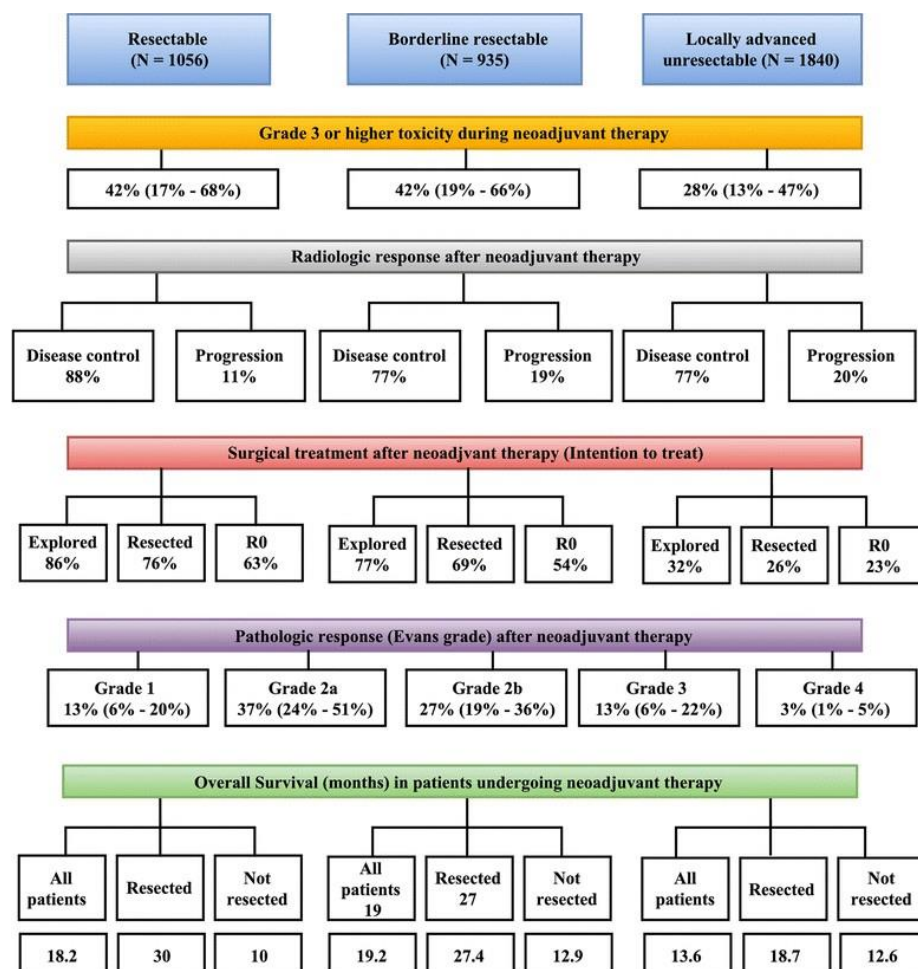 Resectable
(N = 1056)
Borderline resectable
(N = 935)
Locally advanced
unresectable (N = 1840)
Grade 3 or higher toxicity during neoadjuvant therapy
42% (17% - 68%)
42% (19% - 66%)
28% (13% - 47%)
Radiologic response after neoadjuvant therapy
Disease control
88%
Progression
11%
Disease control
77%
Progression
19%
Disease control
77%
Progression
20%
Surgical treatment after neoadjvant therapy (Intention to treat)
Explored
86%
Resected
76%
R0
63%
Explored
77%
Resected
69%
R0
54%
Explored
32%
Resected
26%
R0
23%
Pathologic response (Evans grade) after neoadjuvant therapy
Grade 1
13% (6% - 20%)
Grade 2a
37% (24% - 51%)
Grade 2b
27% (19% - 36%)
Grade 3
13% (6% - 22%)
Grade 4
3% (1% - 5%)
Overall Survival (months) in patients undergoing neoadjuvant therapy
All
patients
Resected
Not
resected
All
patients
19
Resected
27
Not
resected
All
patients
Resected
Not
resected
18.2
30
10
19.2
27.4
12.9
13.6
18.7
12.6